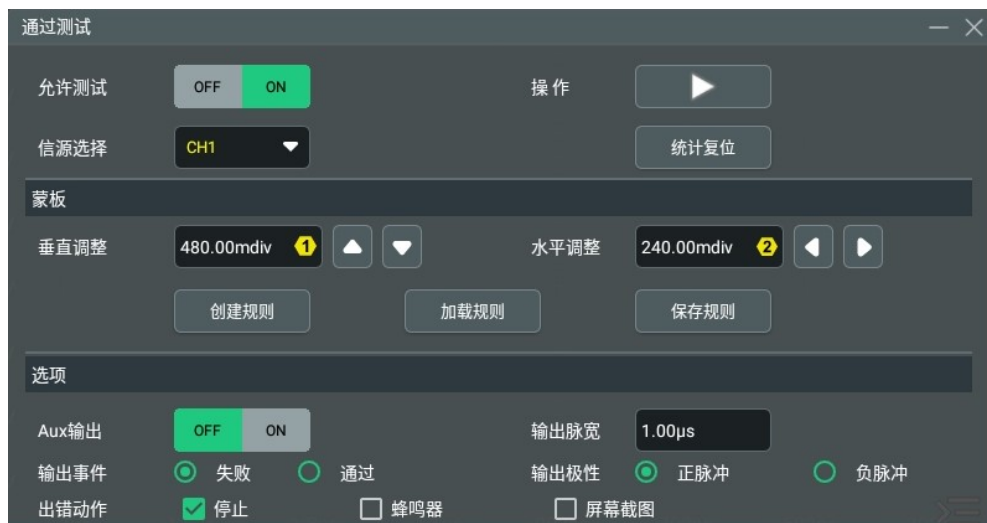 通过测试
允许测试 OFF ON 操作
信源选择 CH1 统计复位
蒙板
垂直调整 480.00mdiv 1 水平调整 240.00mdiv 2
创建规则 加载规则 保存规则
选项
Aux输出 OFF ON 输出脉宽 1.00µs
输出事件 失败 通过 输出极性 正脉冲 负脉冲
出错动作 停止 蜂鸣器 屏幕截图